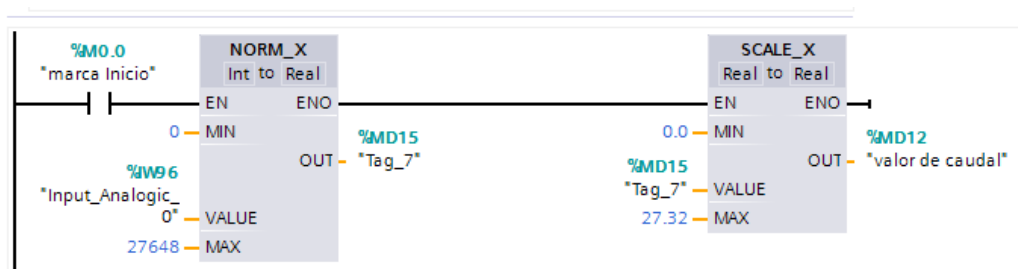 %M0.0
"marca Inicio"
NORM_X
Int to Real
EN ENO
0 MIN
%MD15
OUT "Tag_7"
%IW96
"Input_Analogic_
0" VALUE
27648 MAX
SCALE_X
Real to Real
EN ENO
0.0 MIN
%MD12
OUT "valor de caudal"
%MD15
"Tag_7" VALUE
27.32 MAX